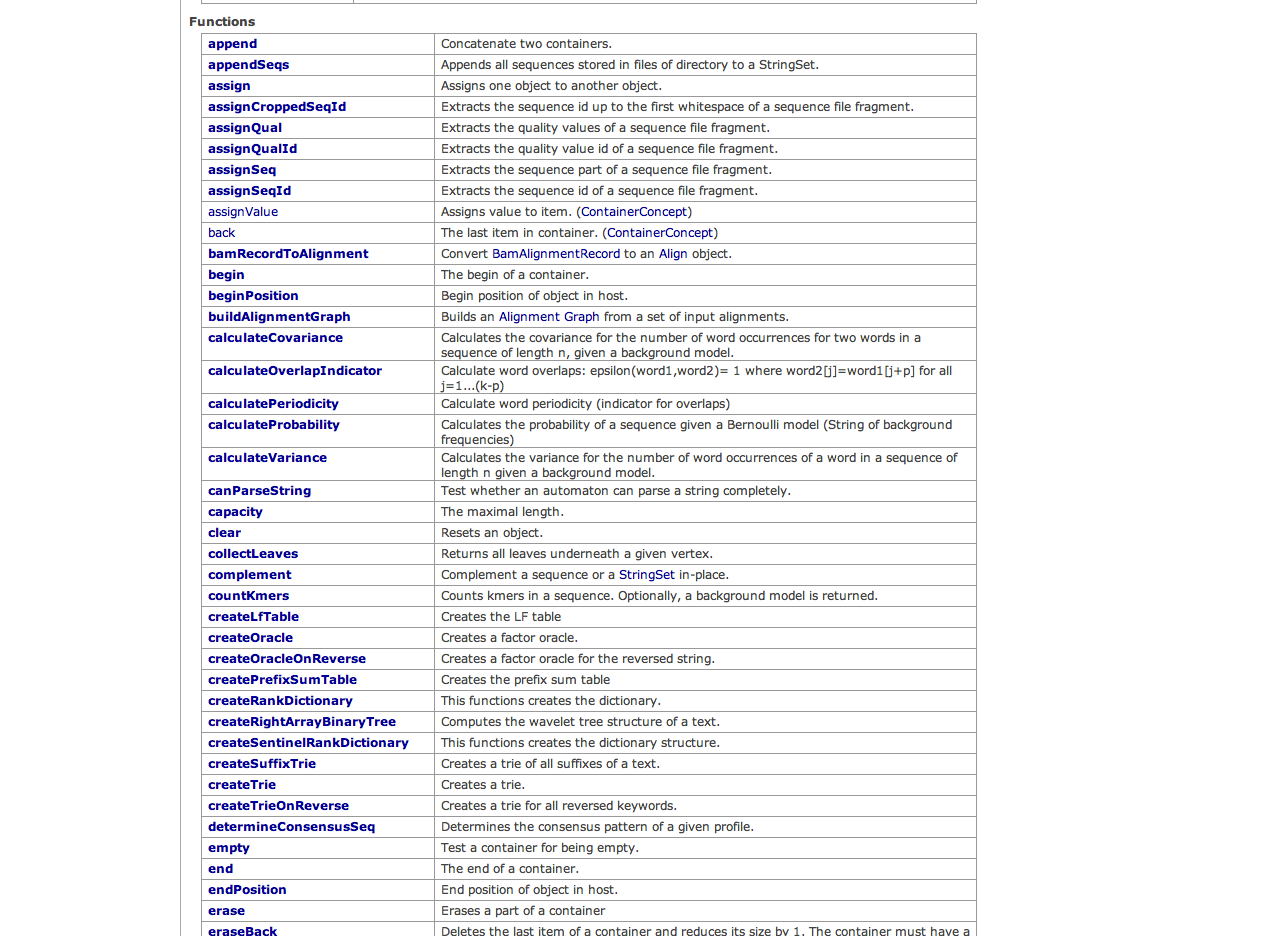 Functions
append Concatenate two containers.
appendSeqs Appends all sequences stored in files of directory to a StringSet.
assign Assigns one object to another object.
assignCroppedSeqId Extracts the sequence id up to the first whitespace of a sequence file fragment.
assignQual Extracts the quality values of a sequence file fragment.
assignQualId Extracts the quality value id of a sequence file fragment.
assignSeq Extracts the sequence part of a sequence file fragment.
assignSeqId Extracts the sequence id of a sequence file fragment.
assignValue Assigns value to item. (ContainerConcept)
back The last item in container. (ContainerConcept)
bamRecordToAlignment Convert BamAlignmentRecord to an Align object.
begin The begin of a container.
beginPosition Begin position of object in host.
buildAlignmentGraph Builds an Alignment Graph from a set of input alignments.
calculateCovariance Calculates the covariance for the number of word occurrences for two words in a
sequence of length n, given a background model.
calculateOverlapIndicator Calculate word overlaps: epsilon(word1,word2)= 1 where word2[j]=word1[j+p] for all
j=1...(k-p)
calculatePeriodicity Calculate word periodicity (indicator for overlaps)
calculateProbability Calculates the probability of a sequence given a Bernoulli model (String of background
frequencies)
calculateVariance Calculates the variance for the number of word occurrences of a word in a sequence of
length n given a background model.
canParseString Test whether an automaton can parse a string completely.
capacity The maximal length.
clear Resets an object.
collectLeaves Returns all leaves underneath a given vertex.
complement Complement a sequence or a StringSet in-place.
countKmers Counts kmers in a sequence. Optionally, a background model is returned.
createLfTable Creates the LF table
createOracle Creates a factor oracle.
createOracleOnReverse Creates a factor oracle for the reversed string.
createPrefixSumTable Creates the prefix sum table
createRankDictionary This functions creates the dictionary.
createRightArrayBinaryTree Computes the wavelet tree structure of a text.
createSentinelRankDictionary This functions creates the dictionary structure.
createSuffixTrie Creates a trie of all suffixes of a text.
createTrie Creates a trie.
createTrieOnReverse Creates a trie for all reversed keywords.
determineConsensusSeq Determines the consensus pattern of a given profile.
empty Test a container for being empty.
end The end of a container.
endPosition End position of object in host.
erase Erases a part of a container
eraseBack Deletes the last item of a container and reduces its size by 1. The container must have a